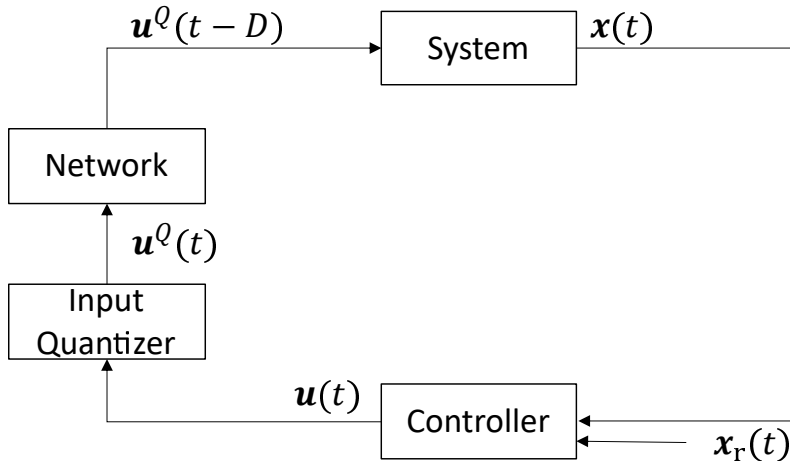 𝒖^Q(t − D)
System
𝒙(t)
Network
𝒖^Q(t)
Input
Quantizer
𝒖(t)
Controller
𝒙_r(t)